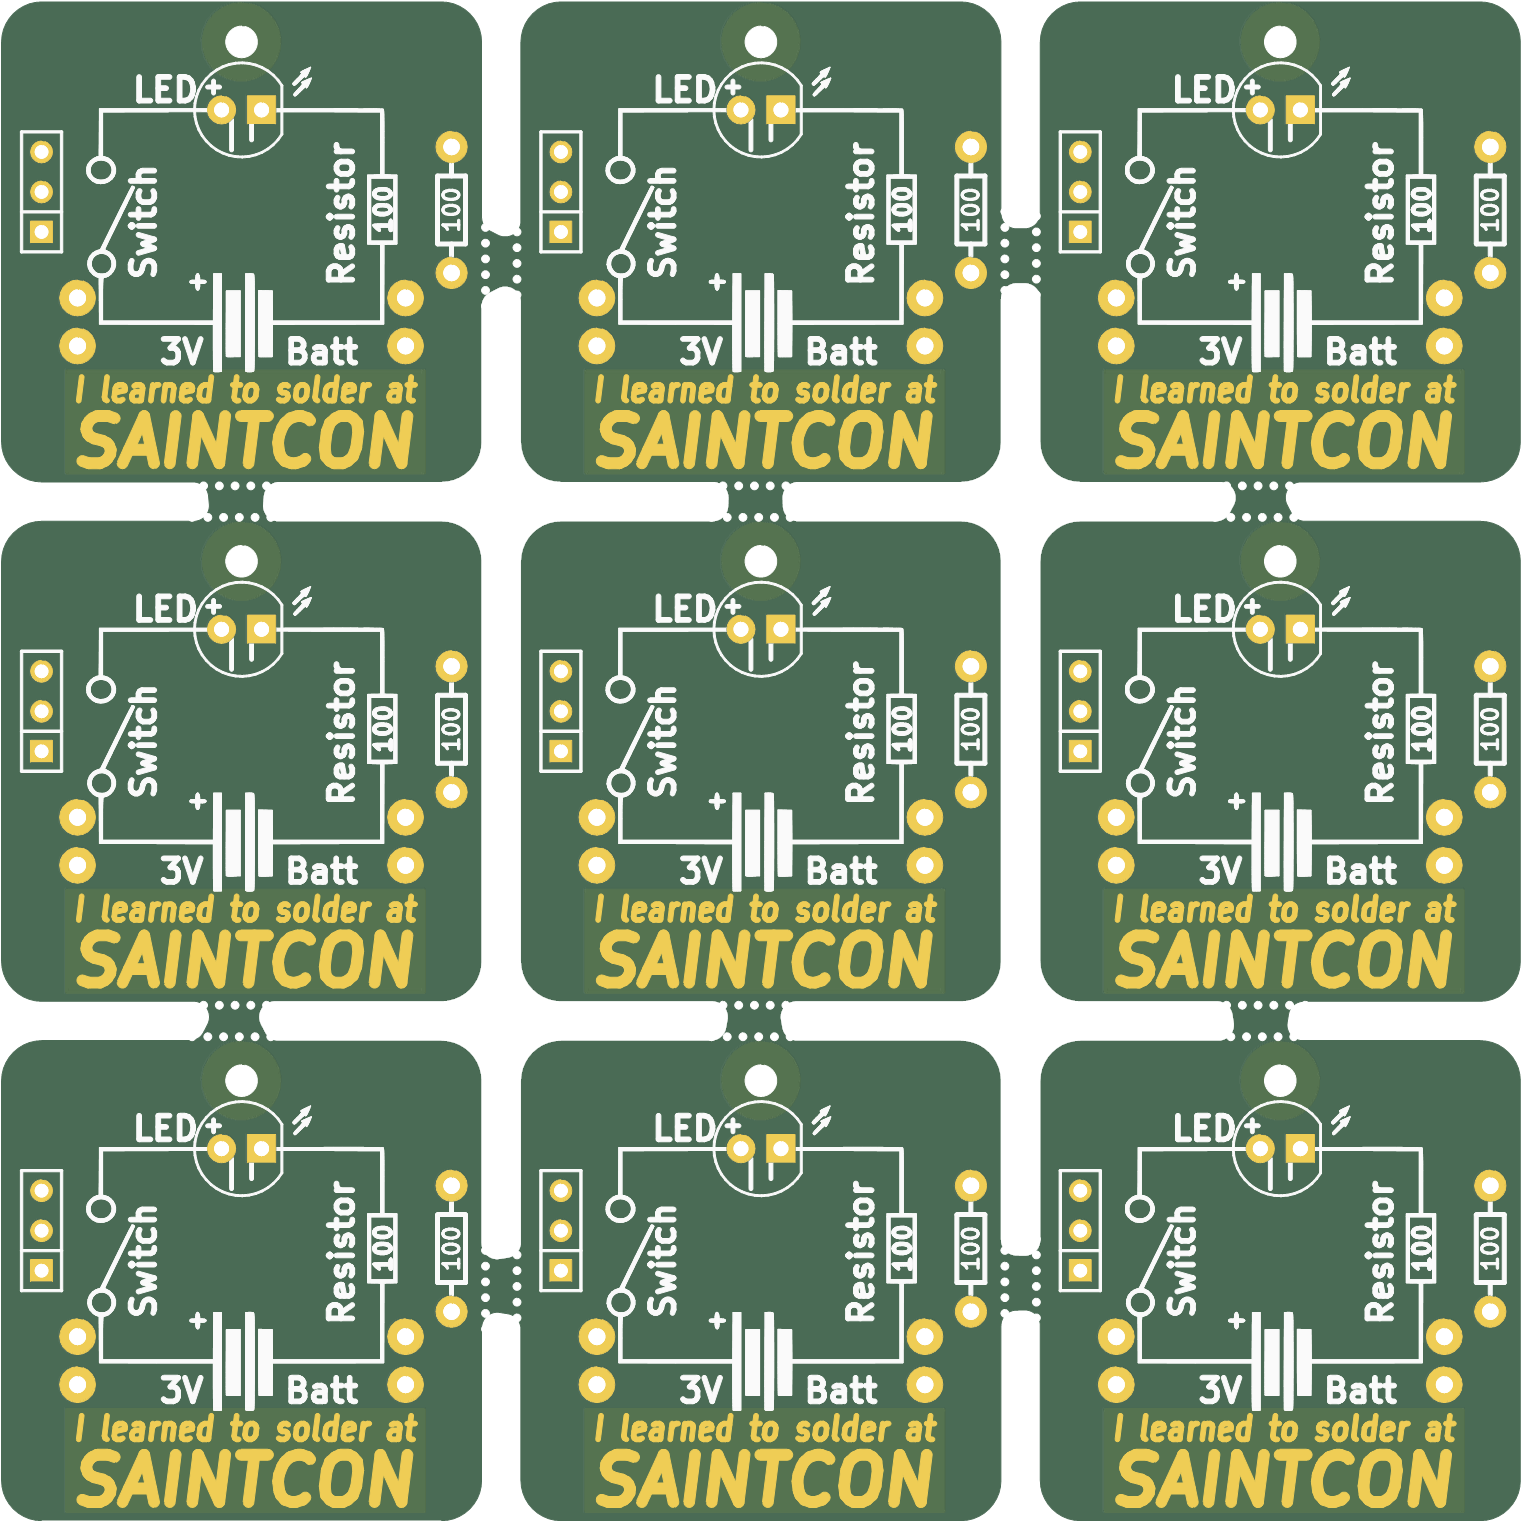 LED +
Switch
Resistor
100
100
+
3V Batt
I learned to solder at
SAINTCON
LED +
Switch
Resistor
100
100
+
3V Batt
I learned to solder at
SAINTCON
LED +
Switch
Resistor
100
100
+
3V Batt
I learned to solder at
SAINTCON
LED +
Switch
Resistor
100
100
+
3V Batt
I learned to solder at
SAINTCON
LED +
Switch
Resistor
100
100
+
3V Batt
I learned to solder at
SAINTCON
LED +
Switch
Resistor
100
100
+
3V Batt
I learned to solder at
SAINTCON
LED +
Switch
Resistor
100
100
+
3V Batt
I learned to solder at
SAINTCON
LED +
Switch
Resistor
100
100
+
3V Batt
I learned to solder at
SAINTCON
LED +
Switch
Resistor
100
100
+
3V Batt
I learned to solder at
SAINTCON